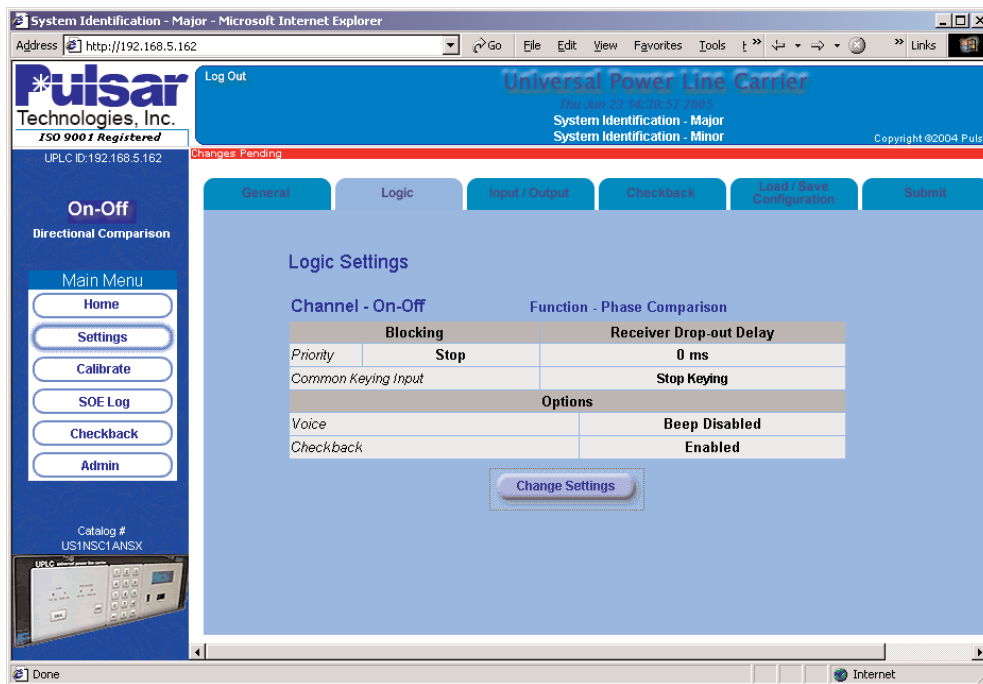 System Identification - Major - Microsoft Internet Explorer
Address http://192.168.5.162 Go File Edit View Favorites Tools » » Links
Pulsar
Technologies, Inc.
ISO 9001 Registered
Log Out
Universal Power Line Carrier
Thu Jun 23 14:38:57 2005
System Identification - Major
System Identification - Minor
Copyright ©2004 Puls
UPLC ID:192.168.5.162
Changes Pending
General Logic Input / Output Checkback Load / Save Configuration Submit
On-Off
Directional Comparison
Main Menu
Home
Settings
Calibrate
SOE Log
Checkback
Admin
Catalog #
US1NSC1ANSX
UPLC
Logic Settings
Channel - On-Off Function - Phase Comparison
Blocking Receiver Drop-out Delay
Priority Stop 0 ms
Common Keying Input Stop Keying
Options
Voice Beep Disabled
Checkback Enabled
Change Settings
Done Internet